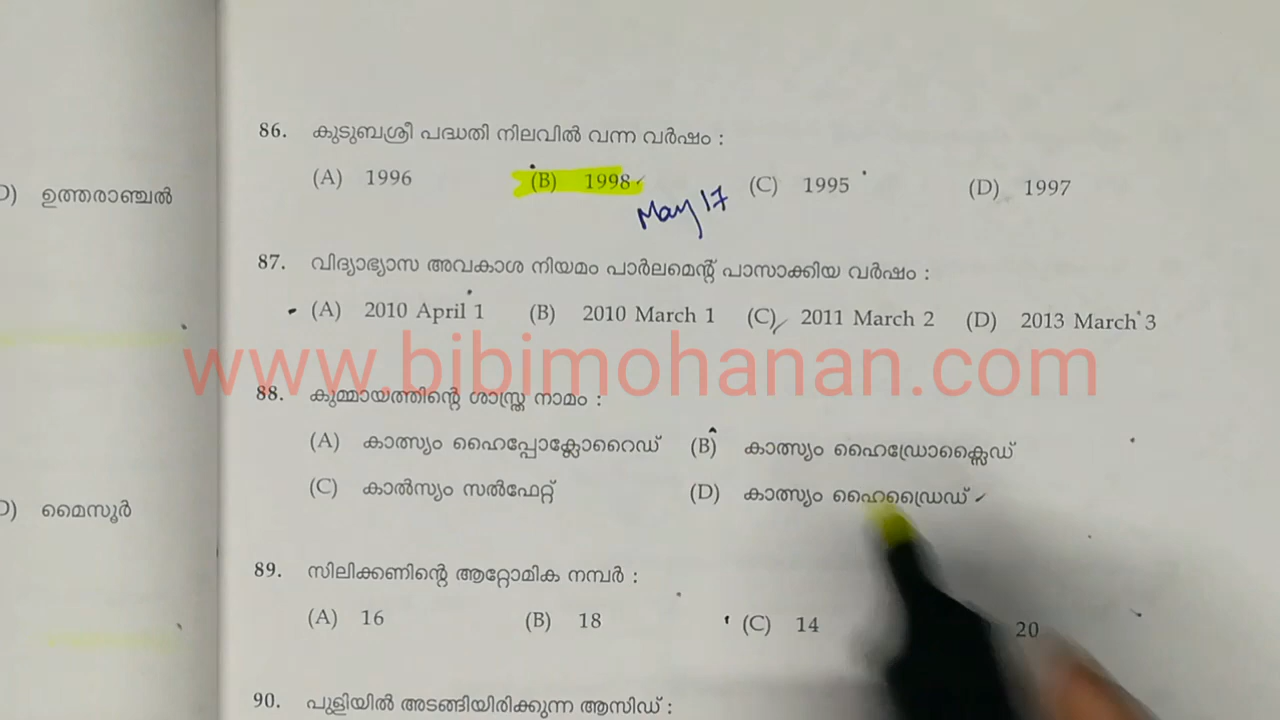 86. കുടുബശ്രീ പദ്ധതി നിലവിൽ വന്ന വർഷം :
(A) 1996 (B) 1998 (C) 1995 (D) 1997
May 17
D) ഉത്തരാഞ്ചൽ
87. വിദ്യാഭ്യാസ അവകാശ നിയമം പാർലമെന്റ് പാസാക്കിയ വർഷം :
(A) 2010 April 1 (B) 2010 March 1 (C) 2011 March 2 (D) 2013 March 3
www.bibimohanan.com
88. കുമ്മായത്തിന്റെ ശാസ്ത്ര നാമം :
(A) കാത്സ്യം ഹൈപ്പോക്ലോറൈഡ് (B) കാത്സ്യം ഹൈഡ്രോക്സൈഡ്
(C) കാൽസ്യം സൽഫേറ്റ് (D) കാത്സ്യം ഹൈഡ്രൈഡ്
D) മൈസൂർ
89. സിലിക്കണിന്റെ ആറ്റോമിക നമ്പർ :
(A) 16 (B) 18 (C) 14 20
90. പുളിയിൽ അടങ്ങിയിരിക്കുന്ന ആസിഡ് :